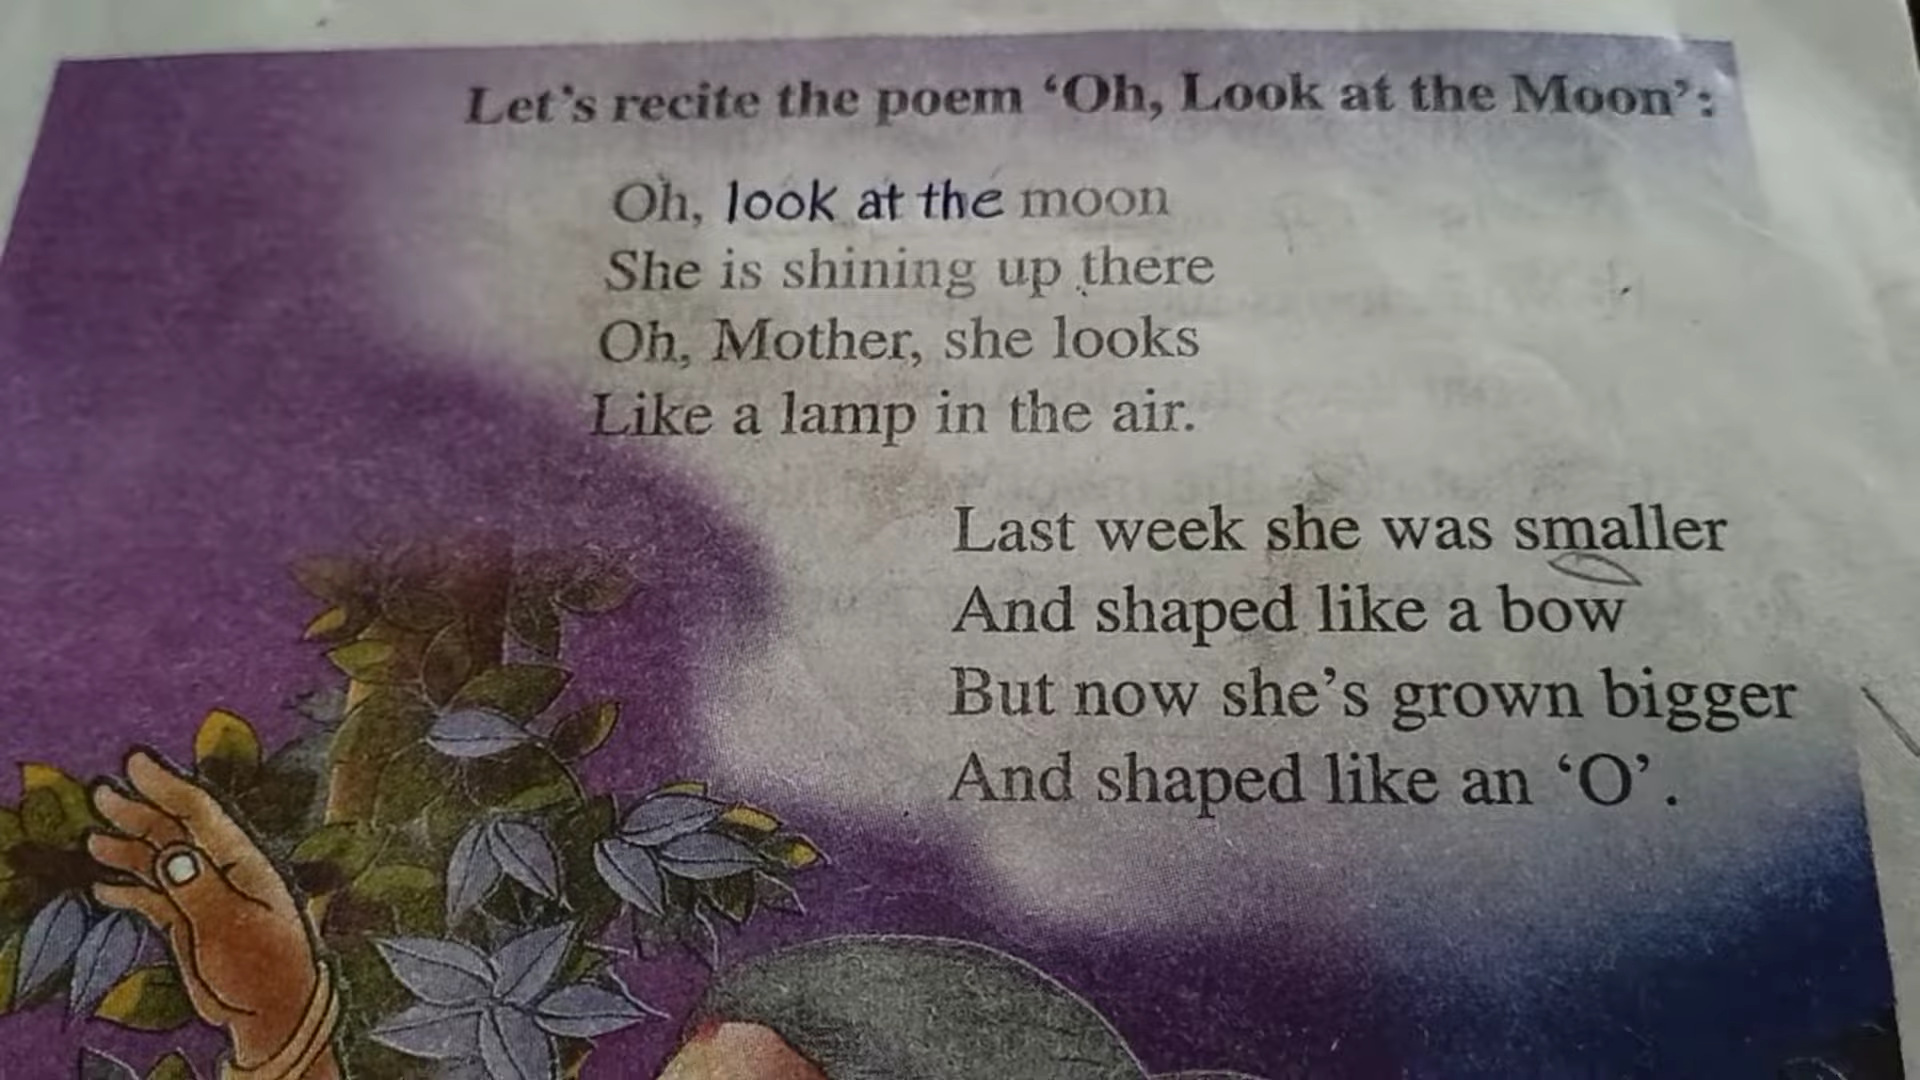 Let's recite the poem ‘Oh, Look at the Moon’:
Oh, look at the moon
She is shining up there
Oh, Mother, she looks
Like a lamp in the air.
Last week she was smaller
And shaped like a bow
But now she’s grown bigger
And shaped like an ‘O’.